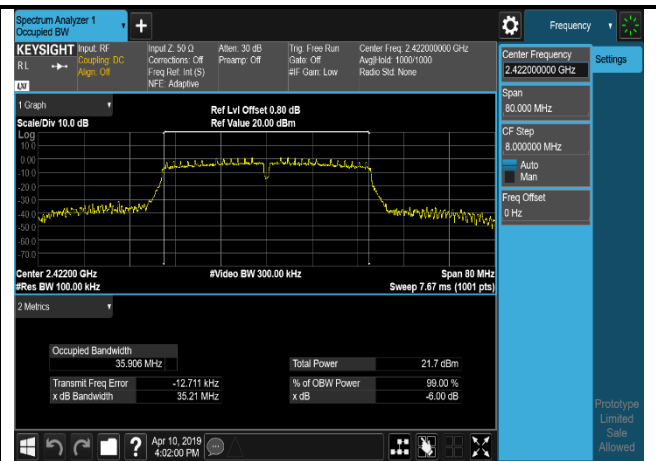 Spectrum Analyzer 1
Occupied BW
Frequency
KEYSIGHT
RL
LXI
Input: RF
Coupling: DC
Align: Off
Input Z: 50 Ω
Corrections: Off
Freq Ref: Int (S)
NFE: Adaptive
Atten: 30 dB
Preamp: Off
Trig: Free Run
Gate: Off
#IF Gain: Low
Center Freq: 2.422000000 GHz
Avg|Hold: 1000/1000
Radio Std: None
Center Frequency
2.422000000 GHz
Settings
Span
80.000 MHz
CF Step
8.000000 MHz
Auto
Man
Freq Offset
0 Hz
1 Graph
Scale/Div 10.0 dB
Ref Lvl Offset 0.80 dB
Ref Value 20.00 dBm
Log
10.0
0.00
-10.0
-20.0
-30.0
-40.0
-50.0
-60.0
-70.0
Center 2.42200 GHz
#Video BW 300.00 kHz
Span 80 MHz
#Res BW 100.00 kHz
Sweep 7.67 ms (1001 pts)
2 Metrics
Occupied Bandwidth
35.906 MHz
Total Power 21.7 dBm
Transmit Freq Error -12.711 kHz
% of OBW Power 99.00 %
x dB Bandwidth 35.21 MHz
x dB -6.00 dB
Prototype
Limited
Sale
Allowed
Apr 10, 2019
4:02:00 PM